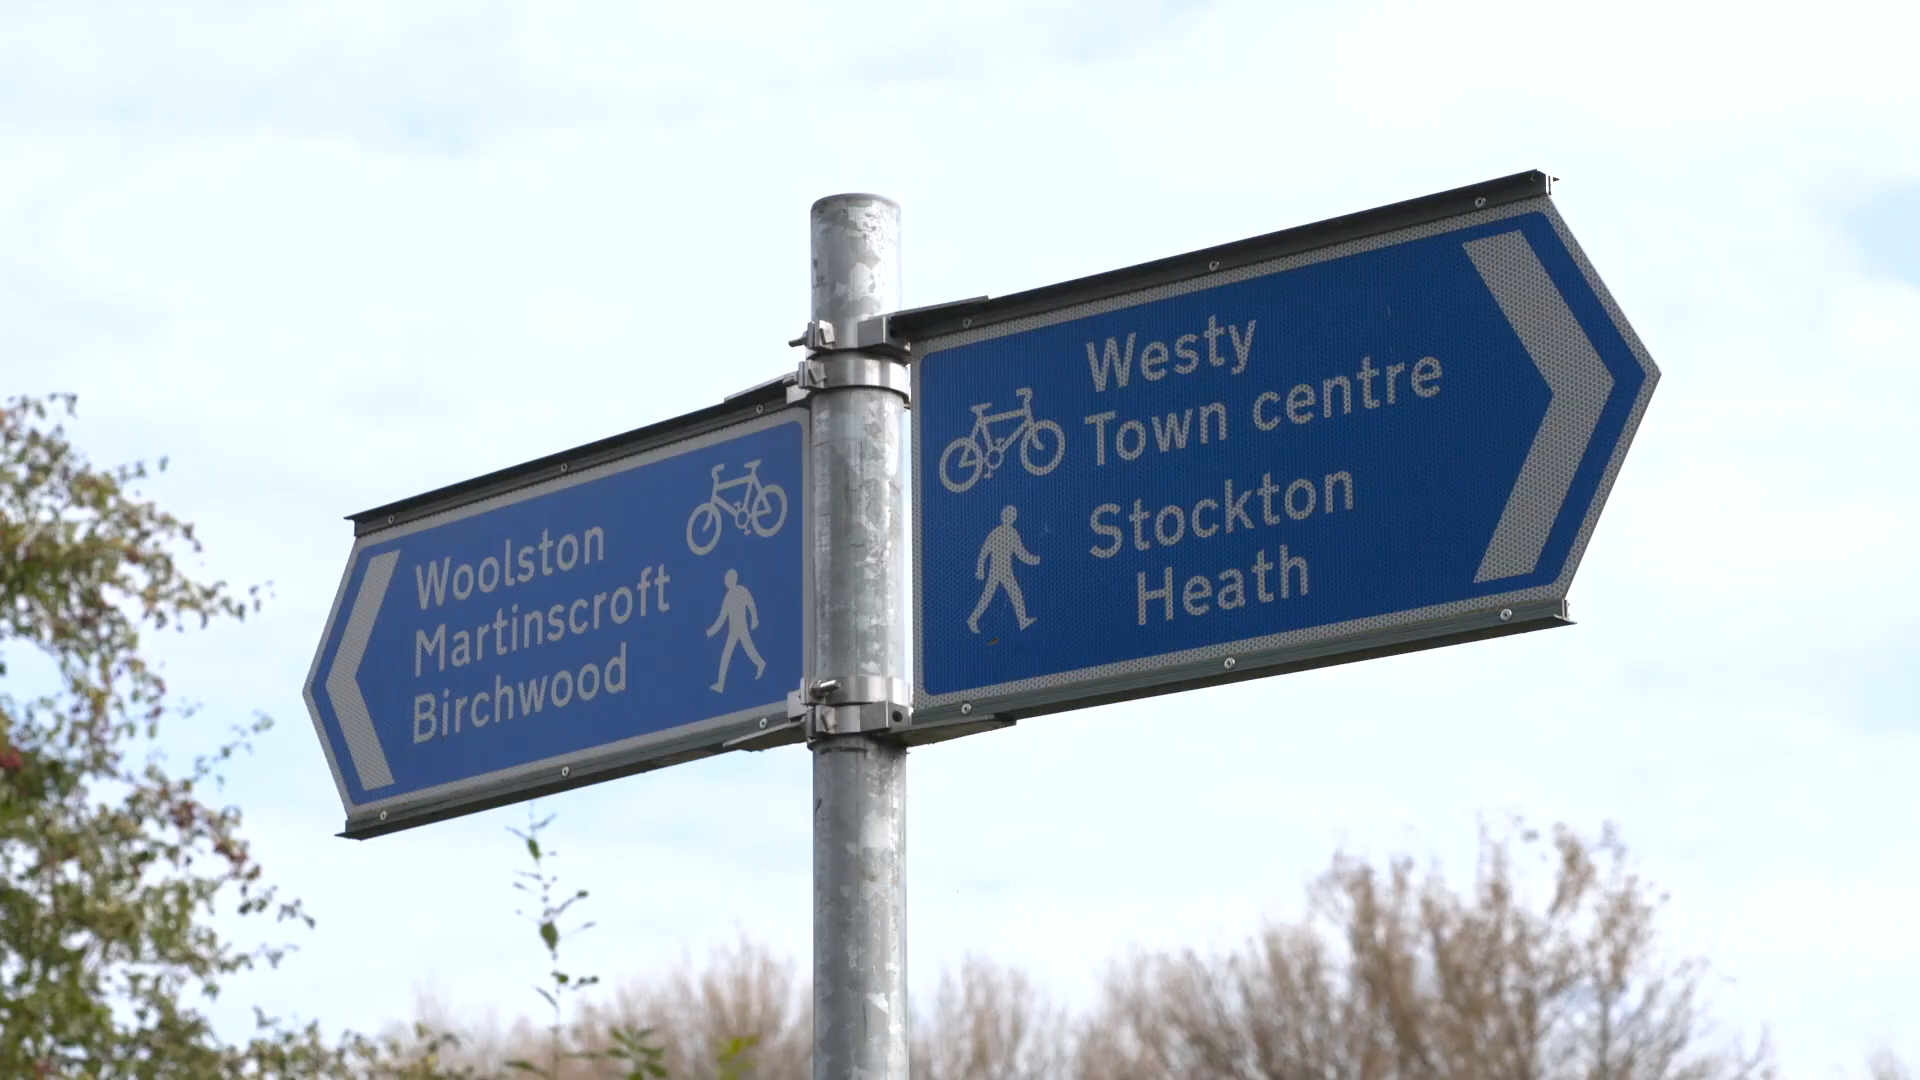 Woolston
Martinscroft
Birchwood
Westy
Town centre
Stockton
Heath